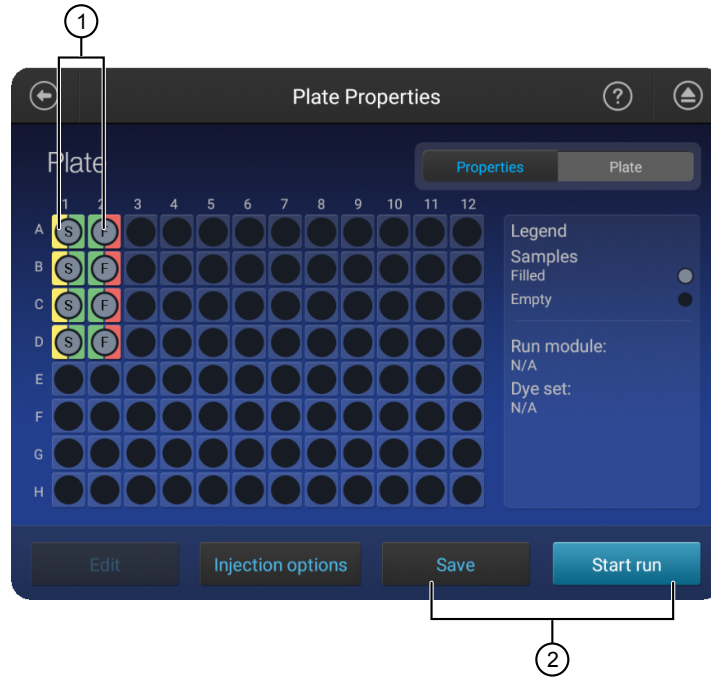 1
Plate Properties
?
Plate
Properties Plate
1 2 3 4 5 6 7 8 9 10 11 12
A S F
B S F
C S F
D S F
E
F
G
H
Legend
Samples
Filled
Empty
Run module:
N/A
Dye set:
N/A
Edit Injection options Save Start run
2